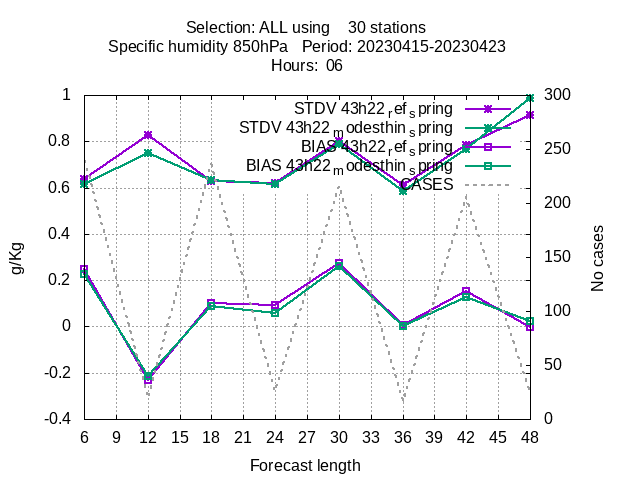 Selection: ALL using    30 stations
Specific humidity 850hPa   Period: 20230415-20230423
Hours:  06
STDV 43h22_ref_spring
STDV 43h22_modesthin_spring
BIAS 43h22_ref_spring
BIAS 43h22_modesthin_spring
CASES
g/Kg
1
0.8
0.6
0.4
0.2
0
-0.2
-0.4
300
250
200
150
100
50
0
No cases
6 9 12 15 18 21 24 27 30 33 36 39 42 45 48
Forecast length